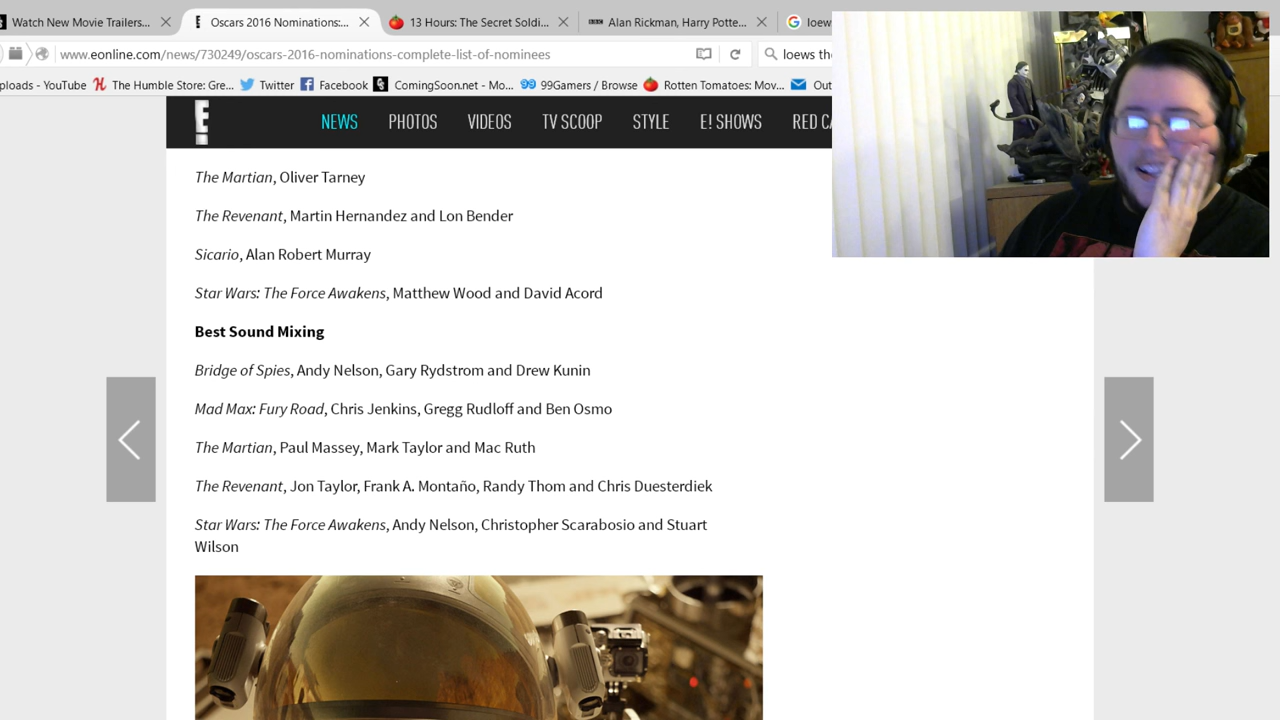 Watch New Movie Trailers... Oscars 2016 Nominations:... 13 Hours: The Secret Soldi... Alan Rickman, Harry Potte... loew
www.eonline.com/news/730249/oscars-2016-nominations-complete-list-of-nominees loews th
ploads - YouTube The Humble Store: Gre... Twitter Facebook ComingSoon.net - Mo... 99Gamers / Browse Rotten Tomatoes: Mov... Out
E! NEWS PHOTOS VIDEOS TV SCOOP STYLE E! SHOWS RED CA
The Martian, Oliver Tarney
The Revenant, Martin Hernandez and Lon Bender
Sicario, Alan Robert Murray
Star Wars: The Force Awakens, Matthew Wood and David Acord
Best Sound Mixing
Bridge of Spies, Andy Nelson, Gary Rydstrom and Drew Kunin
Mad Max: Fury Road, Chris Jenkins, Gregg Rudloff and Ben Osmo
The Martian, Paul Massey, Mark Taylor and Mac Ruth
The Revenant, Jon Taylor, Frank A. Montaño, Randy Thom and Chris Duesterdiek
Star Wars: The Force Awakens, Andy Nelson, Christopher Scarabosio and Stuart
Wilson